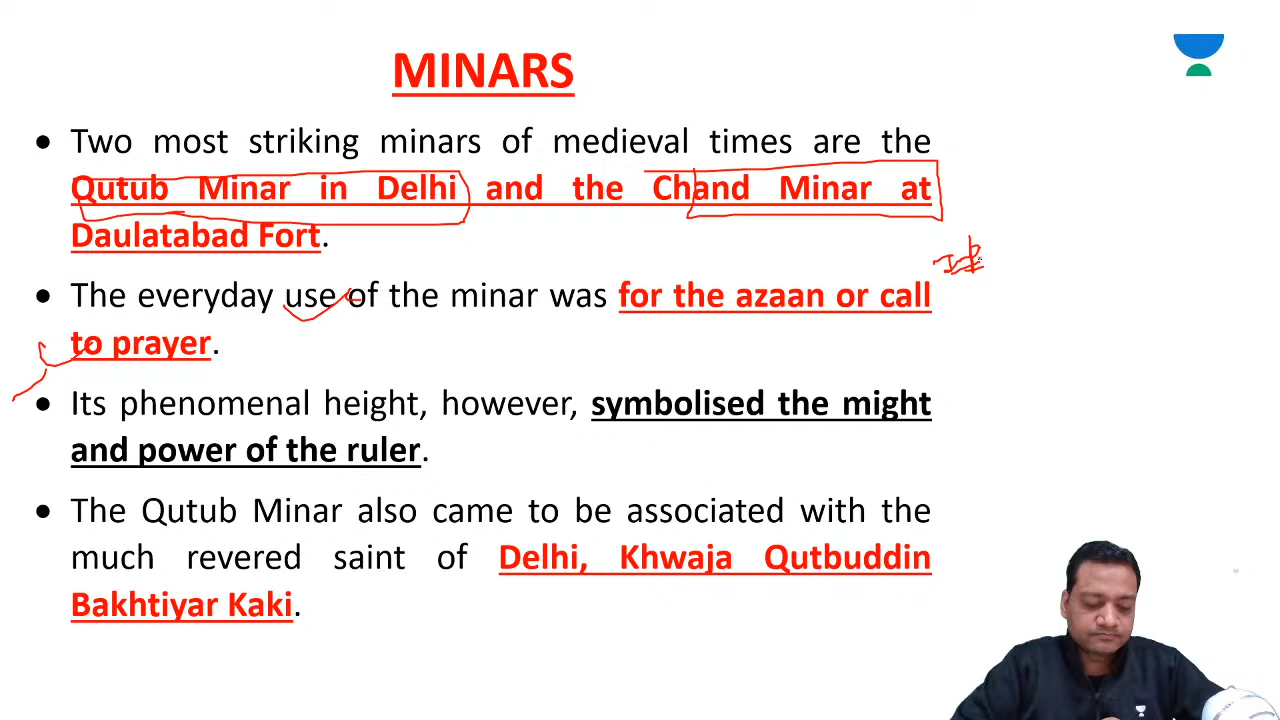 MINARS
• Two most striking minars of medieval times are the
Qutub Minar in Delhi and the Chand Minar at
Daulatabad Fort.
• The everyday use of the minar was for the azaan or call
to prayer.
• Its phenomenal height, however, symbolised the might
and power of the ruler.
• The Qutub Minar also came to be associated with the
much revered saint of Delhi, Khwaja Qutbuddin
Bakhtiyar Kaki.